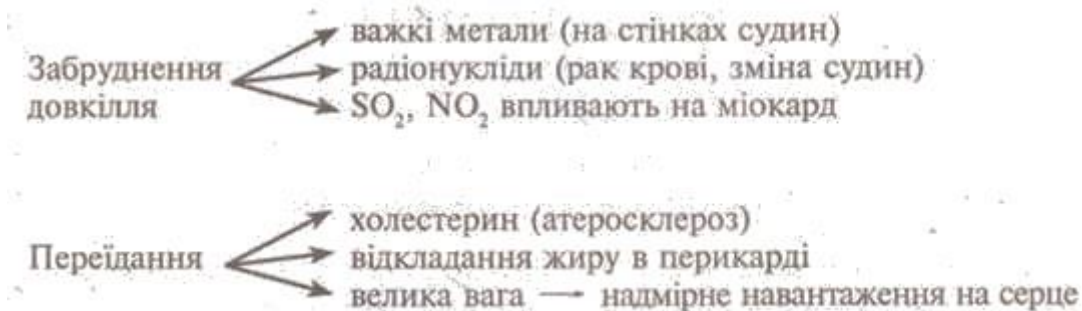 важкі метали (на стінках судин)
Забруднення радіонукліди (рак крові, зміна судин)
довкілля SO₂, NO₂ впливають на міокард
холестерин (атеросклероз)
Переїдання відкладання жиру в перикарді
велика вага → надмірне навантаження на серце